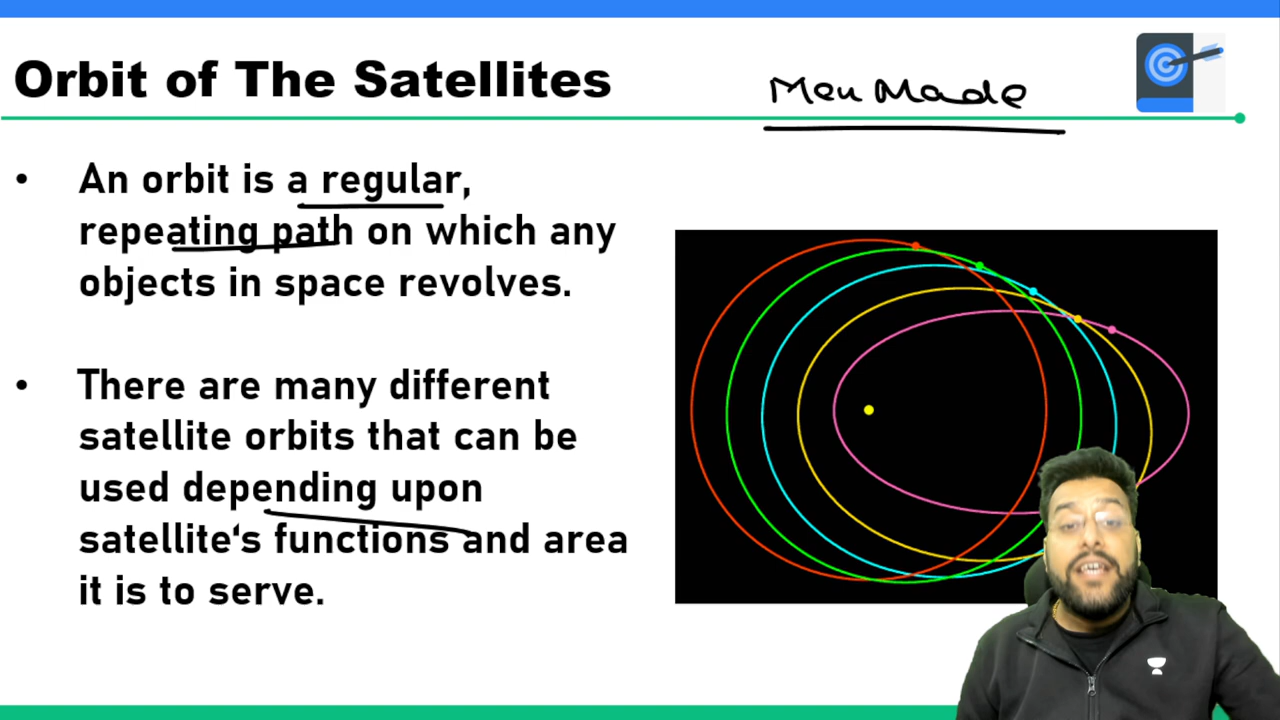 Orbit of The Satellites
Men Made
• An orbit is a regular,
repeating path on which any
objects in space revolves.
• There are many different
satellite orbits that can be
used depending upon
satellite‘s functions and area
it is to serve.